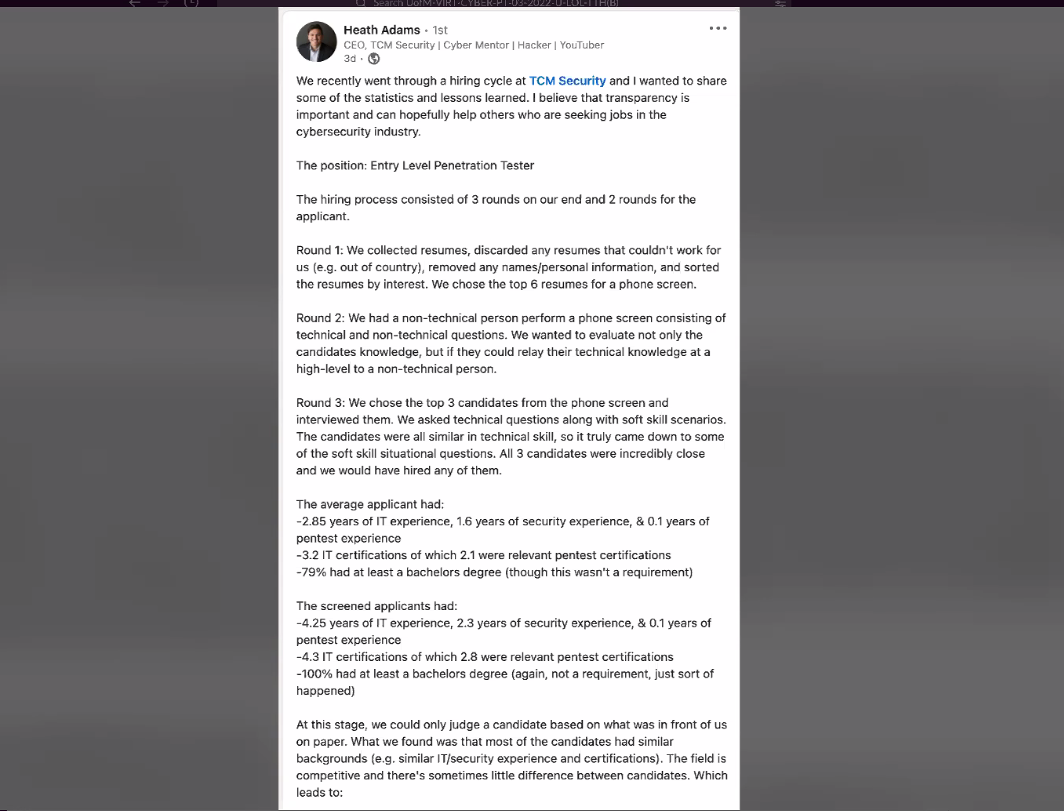 Search UofM-VIRT-CYBER-PT-03-2022-U-LOL-TTH(B)
Heath Adams · 1st
CEO, TCM Security | Cyber Mentor | Hacker | YouTuber
3d ·
We recently went through a hiring cycle at TCM Security and I wanted to share
some of the statistics and lessons learned. I believe that transparency is
important and can hopefully help others who are seeking jobs in the
cybersecurity industry.
The position: Entry Level Penetration Tester
The hiring process consisted of 3 rounds on our end and 2 rounds for the
applicant.
Round 1: We collected resumes, discarded any resumes that couldn't work for
us (e.g. out of country), removed any names/personal information, and sorted
the resumes by interest. We chose the top 6 resumes for a phone screen.
Round 2: We had a non-technical person perform a phone screen consisting of
technical and non-technical questions. We wanted to evaluate not only the
candidates knowledge, but if they could relay their technical knowledge at a
high-level to a non-technical person.
Round 3: We chose the top 3 candidates from the phone screen and
interviewed them. We asked technical questions along with soft skill scenarios.
The candidates were all similar in technical skill, so it truly came down to some
of the soft skill situational questions. All 3 candidates were incredibly close
and we would have hired any of them.
The average applicant had:
-2.85 years of IT experience, 1.6 years of security experience, & 0.1 years of
pentest experience
-3.2 IT certifications of which 2.1 were relevant pentest certifications
-79% had at least a bachelors degree (though this wasn't a requirement)
The screened applicants had:
-4.25 years of IT experience, 2.3 years of security experience, & 0.1 years of
pentest experience
-4.3 IT certifications of which 2.8 were relevant pentest certifications
-100% had at least a bachelors degree (again, not a requirement, just sort of
happened)
At this stage, we could only judge a candidate based on what was in front of us
on paper. What we found was that most of the candidates had similar
backgrounds (e.g. similar IT/security experience and certifications). The field is
competitive and there's sometimes little difference between candidates. Which
leads to: